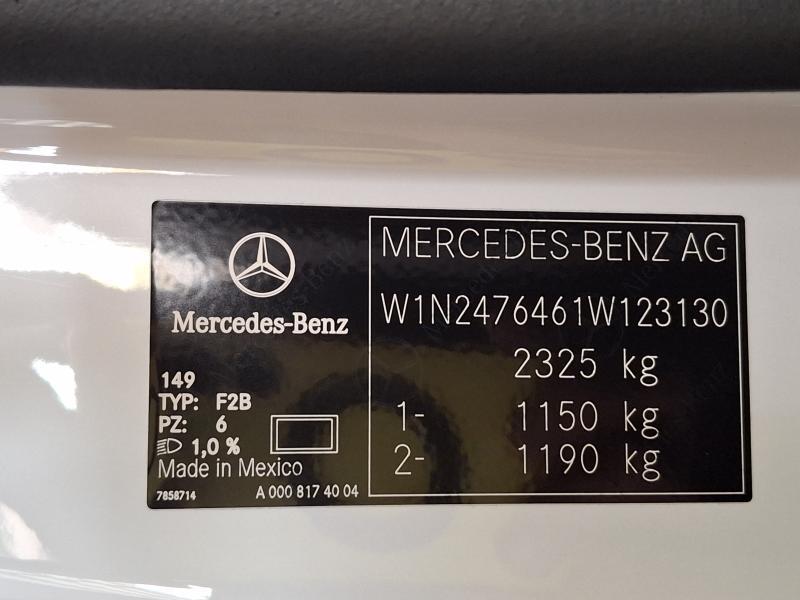 Mercedes-Benz
149
TYP: F2B
PZ: 6
1,0 %
Made in Mexico
7858714 A 000 817 40 04
MERCEDES-BENZ AG
W1N2476461W123130
2325 kg
1- 1150 kg
2- 1190 kg